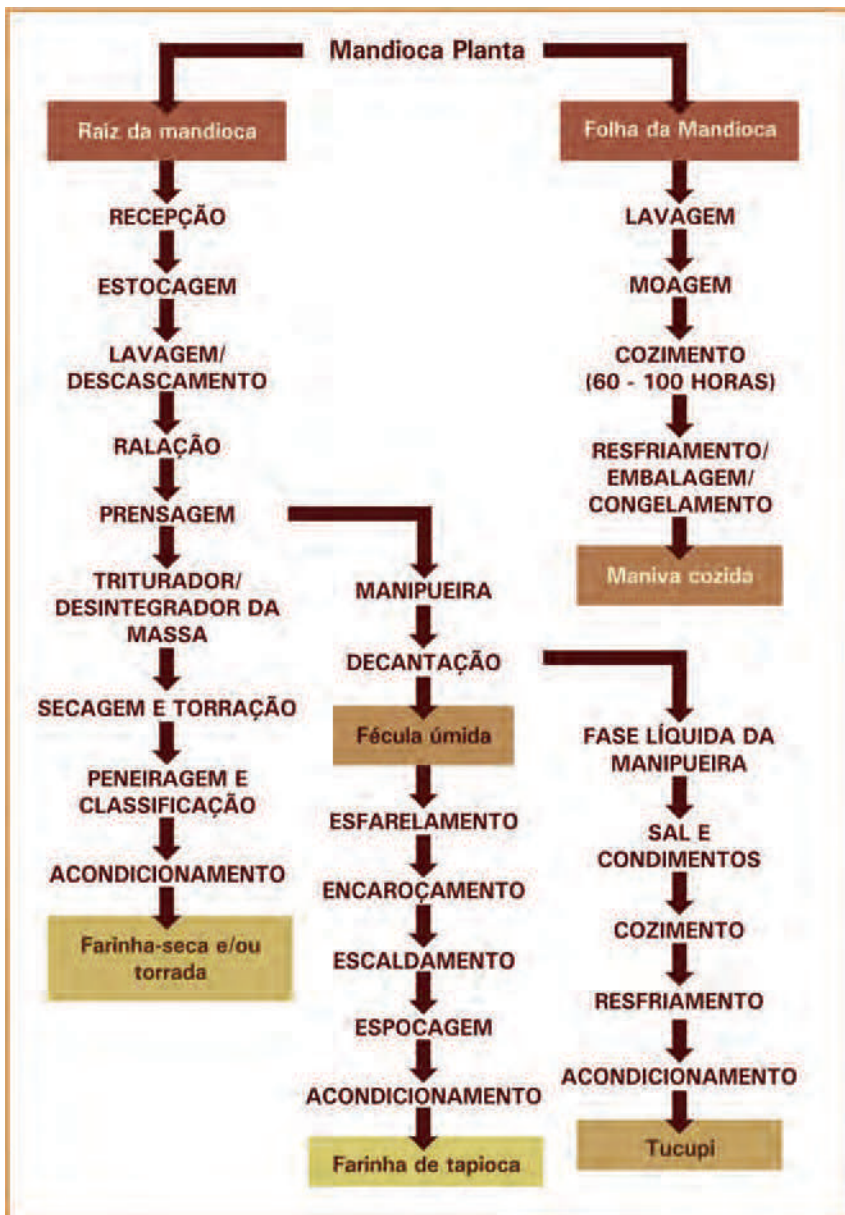 Mandioca Planta
Raiz da mandioca
RECEPÇÃO
ESTOCAGEM
LAVAGEM/
DESCASCAMENTO
RALAÇÃO
PRENSAGEM
TRITURADOR/
DESINTEGRADOR DA
MASSA
SECAGEM E TORRAÇÃO
PENEIRAGEM E
CLASSIFICAÇÃO
ACONDICIONAMENTO
Farinha-seca e/ou
torrada
MANIPUEIRA
DECANTAÇÃO
Fécula úmida
ESFARELAMENTO
ENCAROÇAMENTO
ESCALDAMENTO
ESPOCAGEM
ACONDICIONAMENTO
Farinha de tapioca
FASE LÍQUIDA DA
MANIPUEIRA
SAL E
CONDIMENTOS
COZIMENTO
RESFRIAMENTO
ACONDICIONAMENTO
Tucupi
Folha da Mandioca
LAVAGEM
MOAGEM
COZIMENTO
(60 - 100 HORAS)
RESFRIAMENTO/
EMBALAGEM/
CONGELAMENTO
Maniva cozida